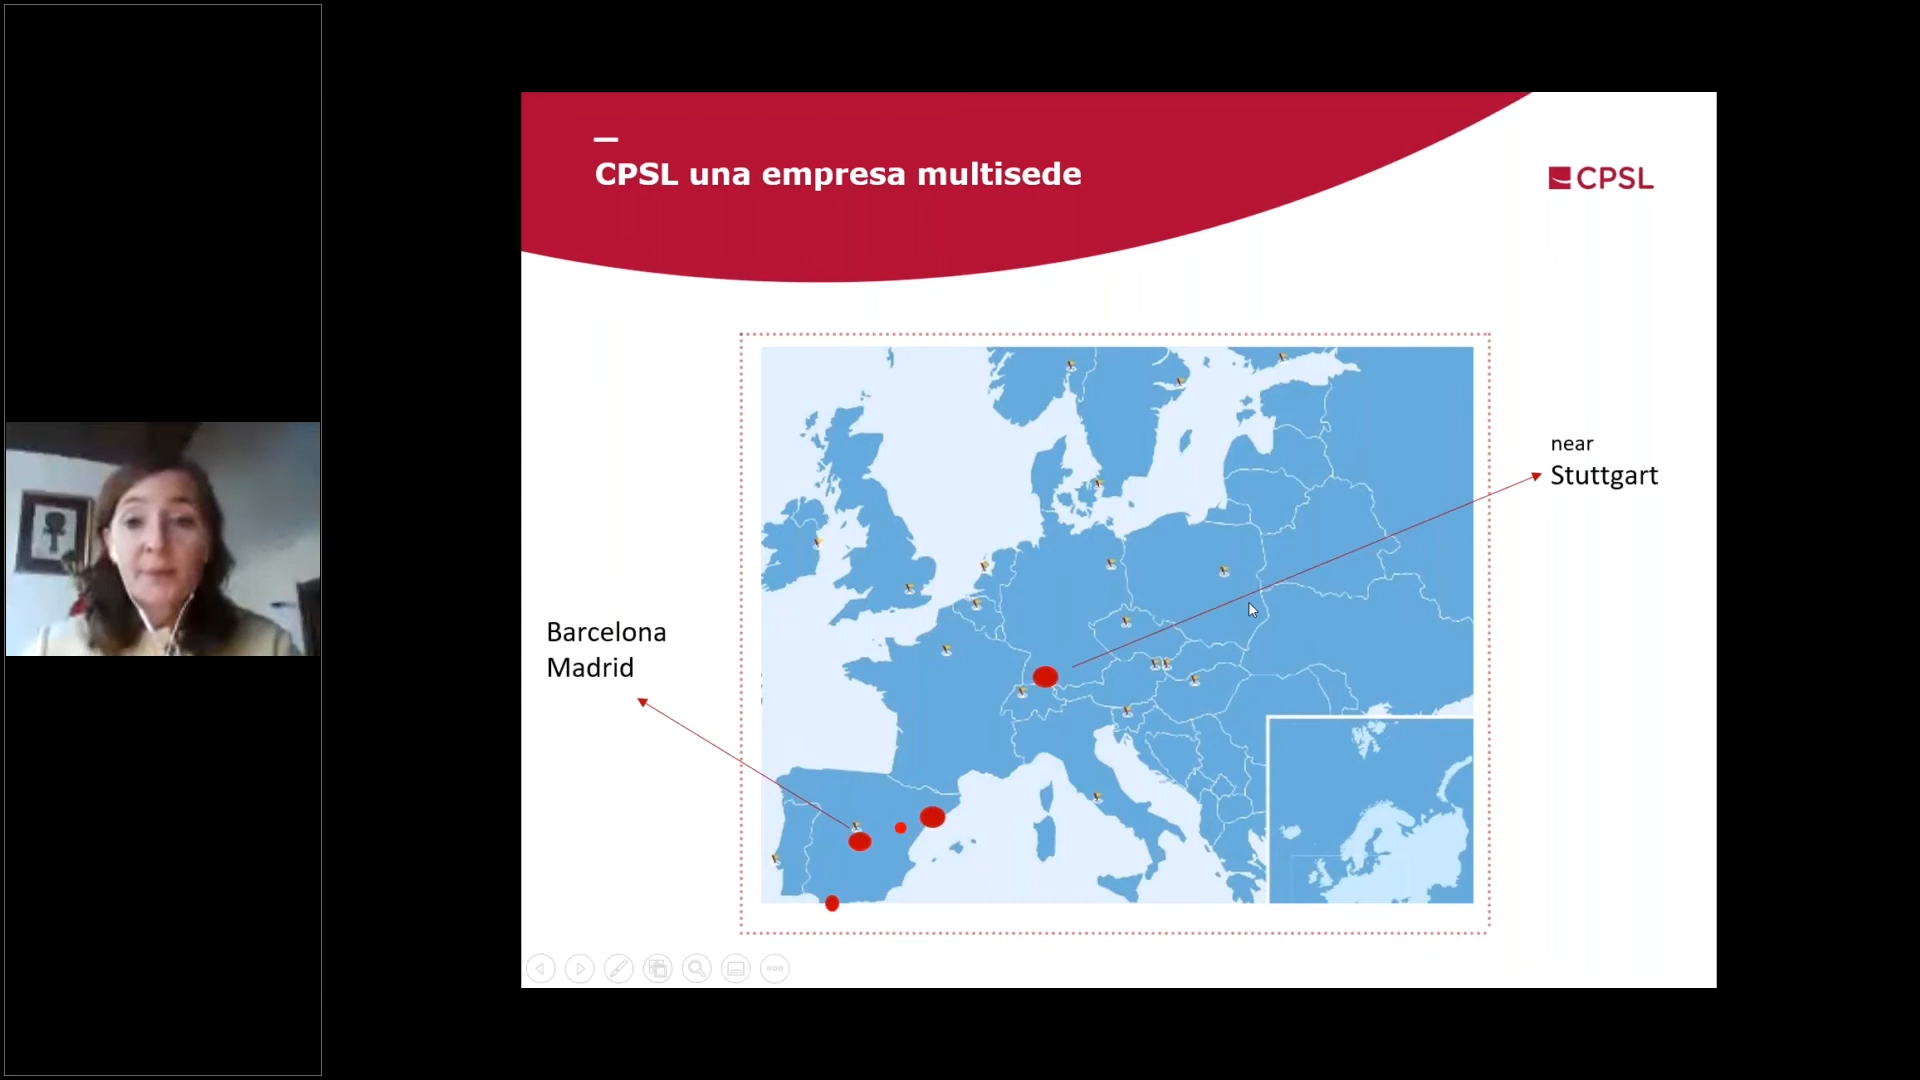 CPSL una empresa multisede
CPSL
near
Stuttgart
Barcelona
Madrid